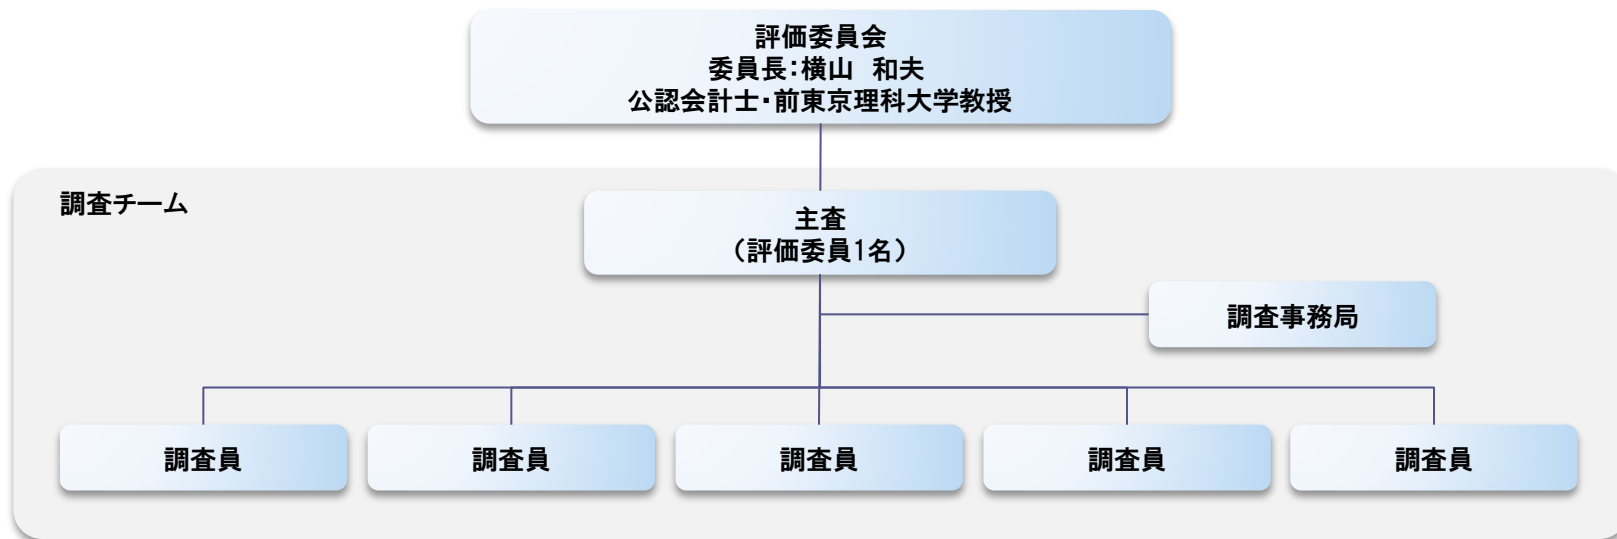 評価委員会
委員長：横山　和夫
公認会計士・前東京理科大学教授
調査チーム
主査
（評価委員1名）
調査事務局
調査員
調査員
調査員
調査員
調査員